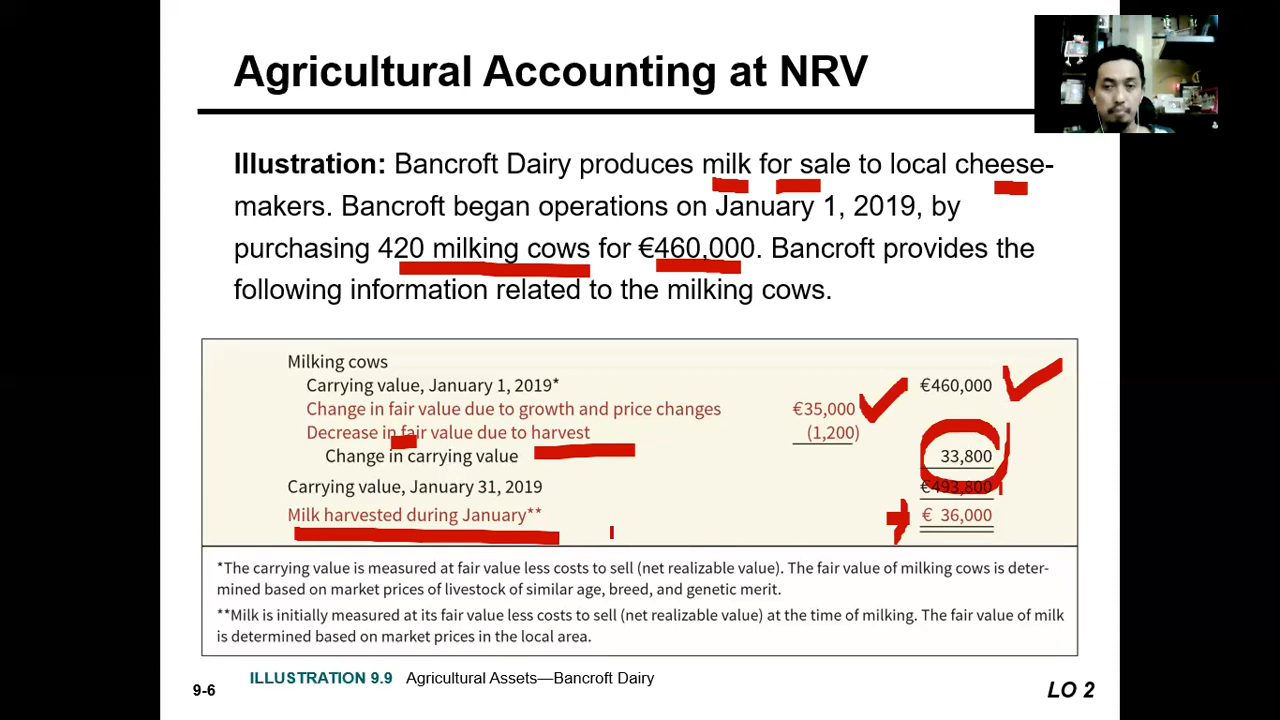 Agricultural Accounting at NRV
Illustration: Bancroft Dairy produces milk for sale to local cheese-
makers. Bancroft began operations on January 1, 2019, by
purchasing 420 milking cows for €460,000. Bancroft provides the
following information related to the milking cows.
Milking cows
Carrying value, January 1, 2019* €460,000
Change in fair value due to growth and price changes €35,000
Decrease in fair value due to harvest (1,200)
Change in carrying value 33,800
Carrying value, January 31, 2019 €493,800
Milk harvested during January** € 36,000
*The carrying value is measured at fair value less costs to sell (net realizable value). The fair value of milking cows is deter-
mined based on market prices of livestock of similar age, breed, and genetic merit.
**Milk is initially measured at its fair value less costs to sell (net realizable value) at the time of milking. The fair value of milk
is determined based on market prices in the local area.
ILLUSTRATION 9.9 Agricultural Assets—Bancroft Dairy
9-6
LO 2